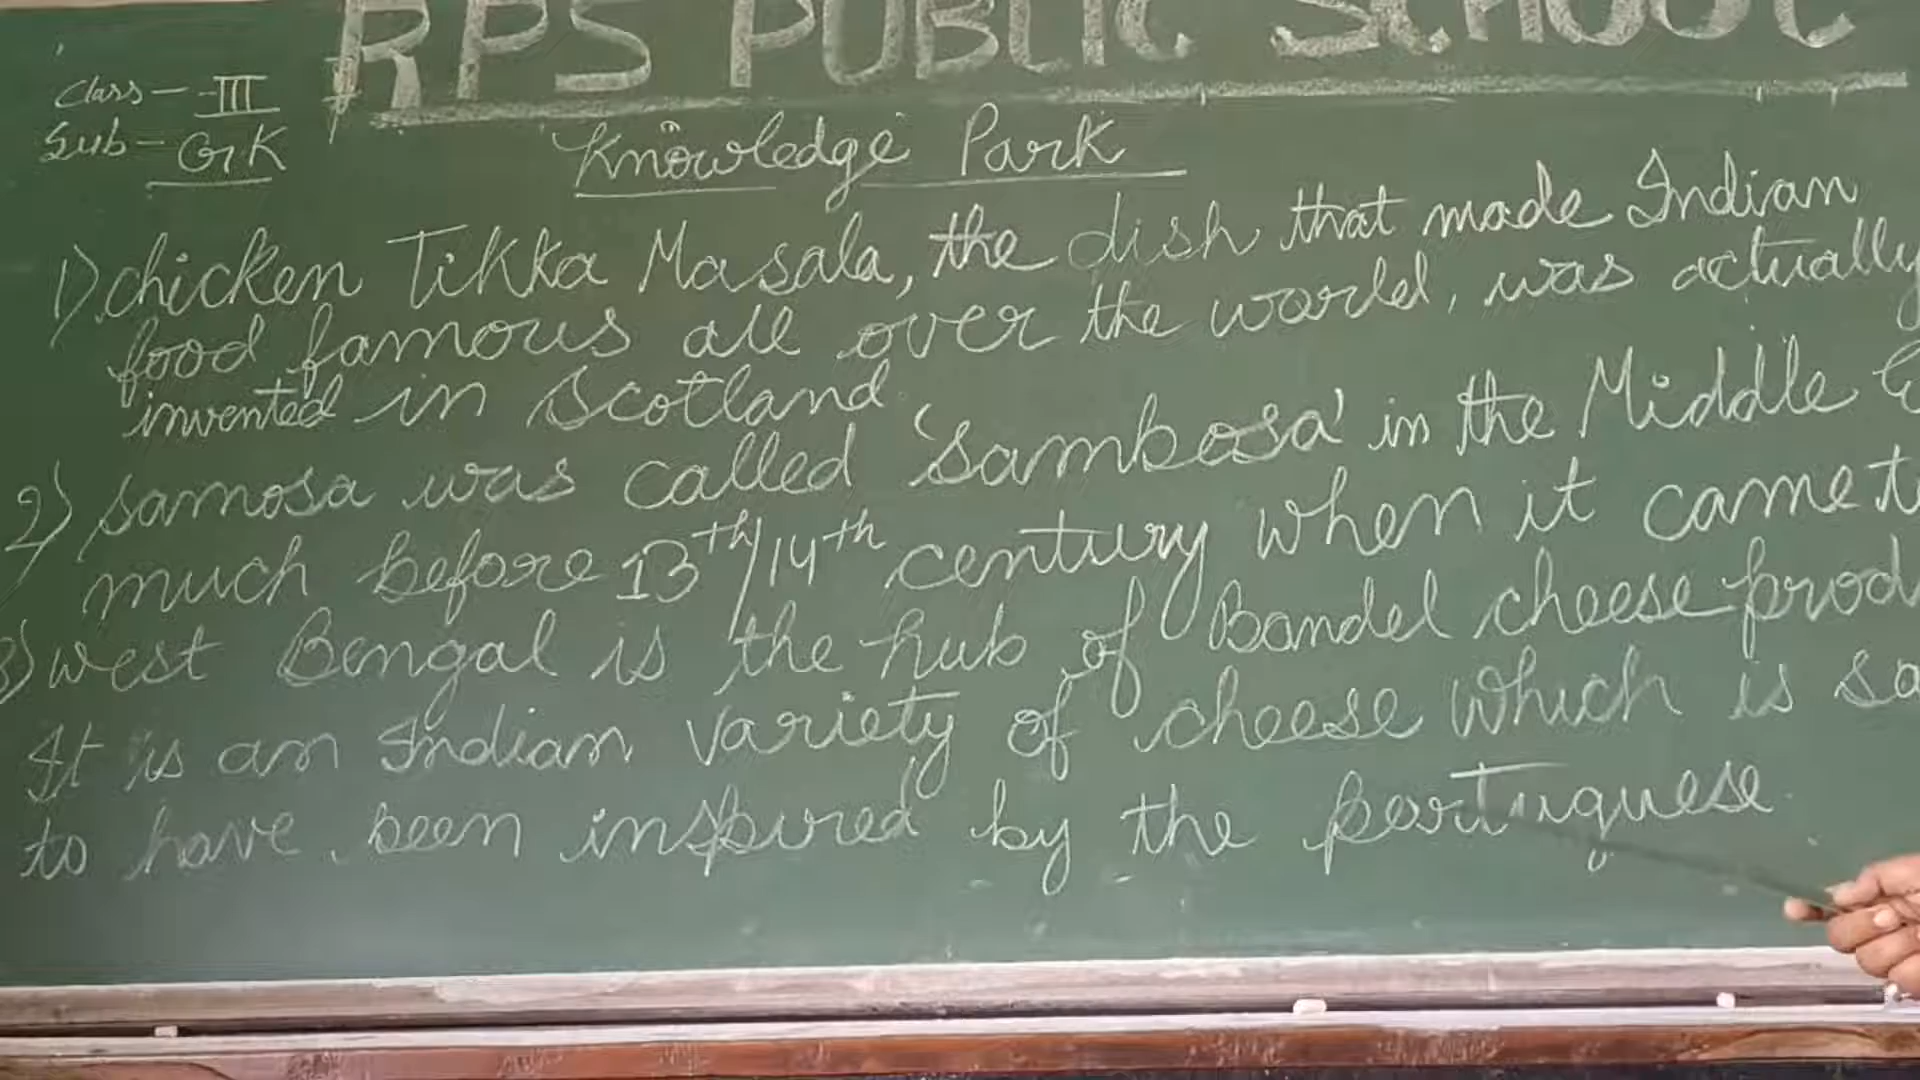 RPS PUBLIC SCHOOL
Class - III
Sub - G.K
Knowledge Park
1) chicken Tikka Masala, the dish that made Indian
food famous all over the world, was actually
invented in Scotland.
2) samosa was called 'sambosa' in the Middle
much before 13th/14th century when it came
3) west Bengal is the hub of Bandel cheese
It is an Indian variety of cheese which is
to have been inspired by the portuguese